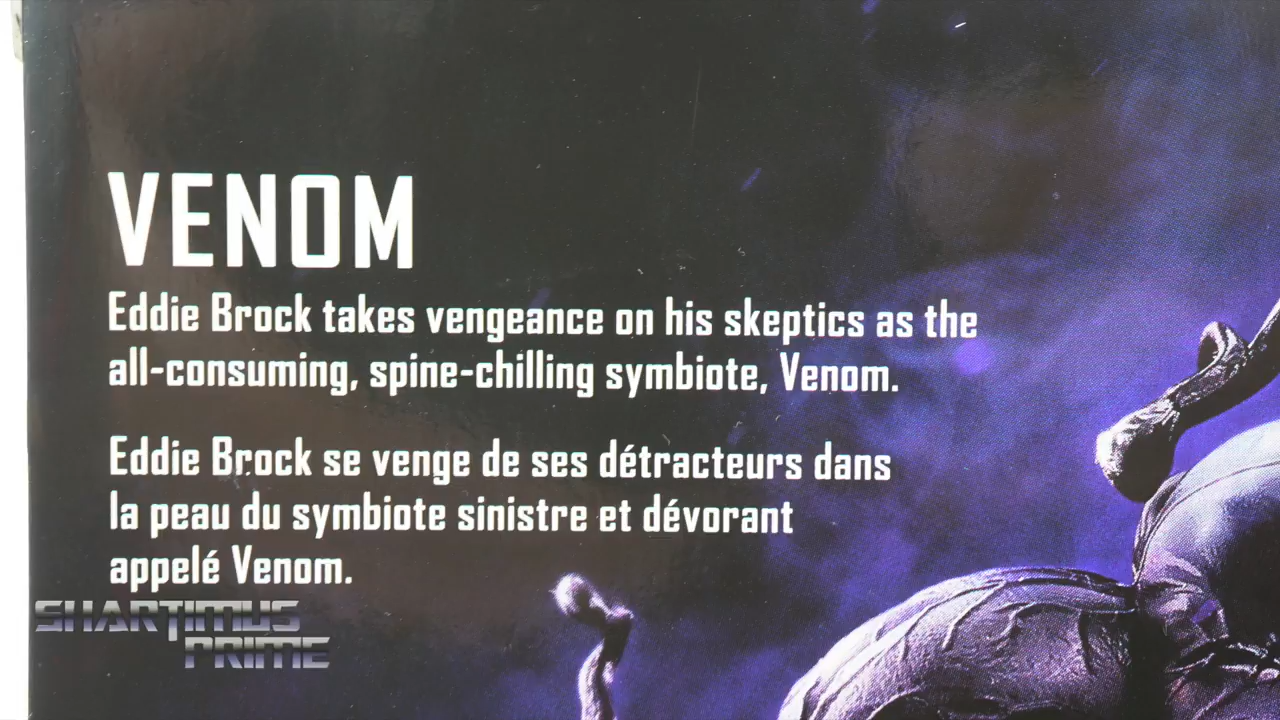 VENOM
Eddie Brock takes vengeance on his skeptics as the
all-consuming, spine-chilling symbiote, Venom.
Eddie Brock se venge de ses détracteurs dans
la peau du symbiote sinistre et dévorant
appelé Venom.
SHARTIMUS
PRIME